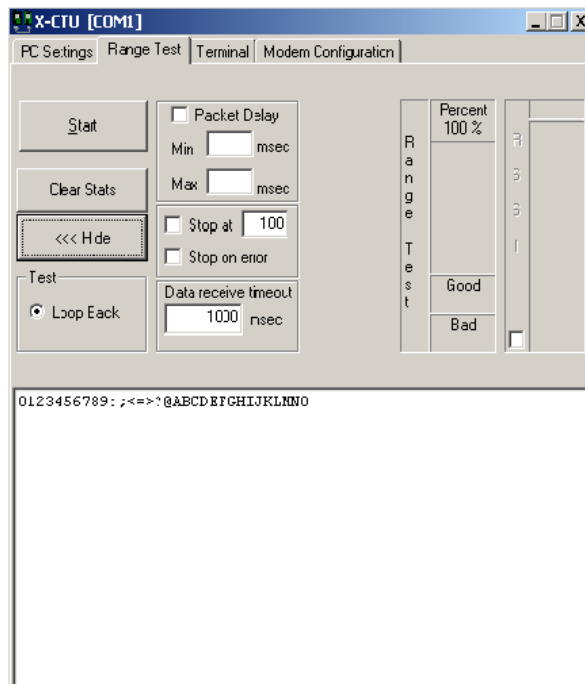 X-CTU [COM1]
PC Settings
Range Test
Terminal
Modem Configuration
Start
Clear Stats
<<< Hide
Test
Loop Back
Packet Delay
Min
msec
Max
msec
Stop at
100
Stop on error
Data receive timeout
1000
msec
Range Test
Percent
100 %
Good
Bad
RSSI
0123456789:;<=>?@ABCDEFGHIJKLMNO